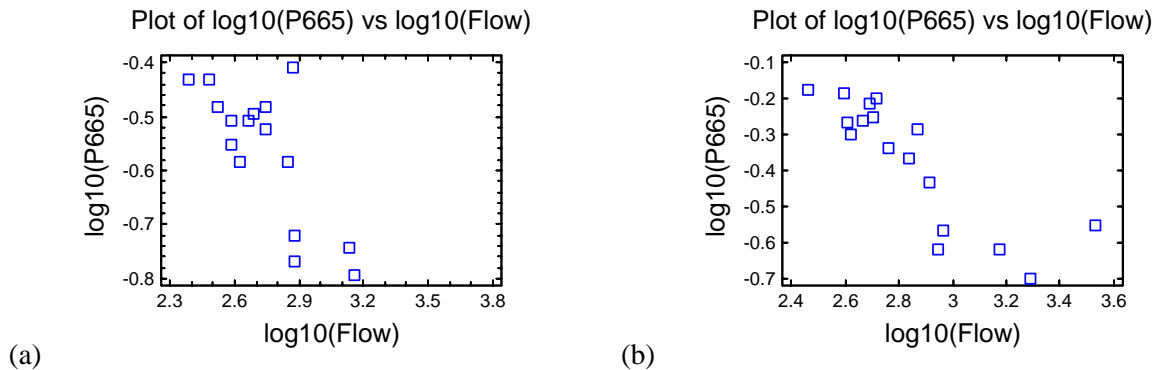 Plot of log10(P665) vs log10(Flow)
log10(P665)
-0.4
-0.5
-0.6
-0.7
-0.8
2.3 2.6 2.9 3.2 3.5 3.8
log10(Flow)
(a)
Plot of log10(P665) vs log10(Flow)
log10(P665)
-0.1
-0.2
-0.3
-0.4
-0.5
-0.6
-0.7
2.4 2.6 2.8 3 3.2 3.4 3.6
log10(Flow)
(b)